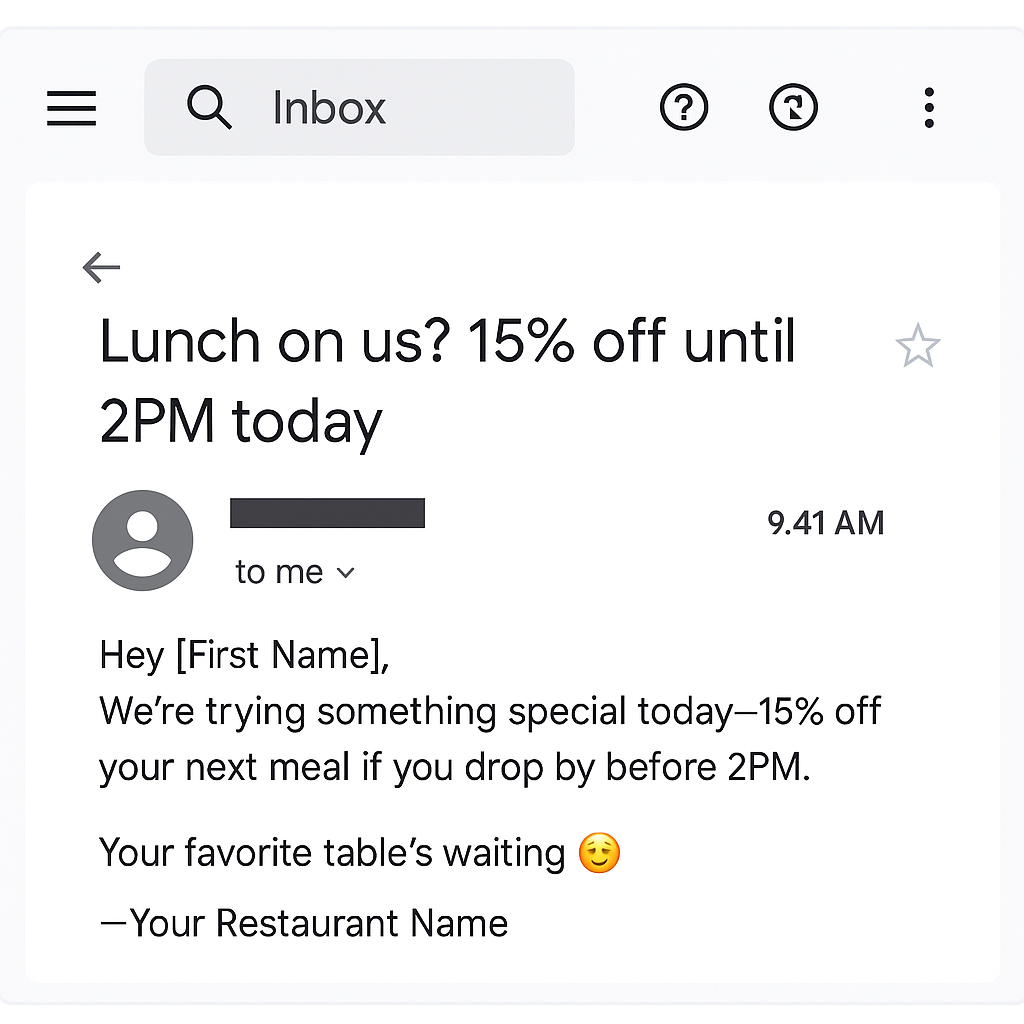 Inbox
Lunch on us? 15% off until
2PM today
9.41 AM
to me
Hey [First Name],
We’re trying something special today—15% off
your next meal if you drop by before 2PM.
Your favorite table’s waiting 😌
—Your Restaurant Name